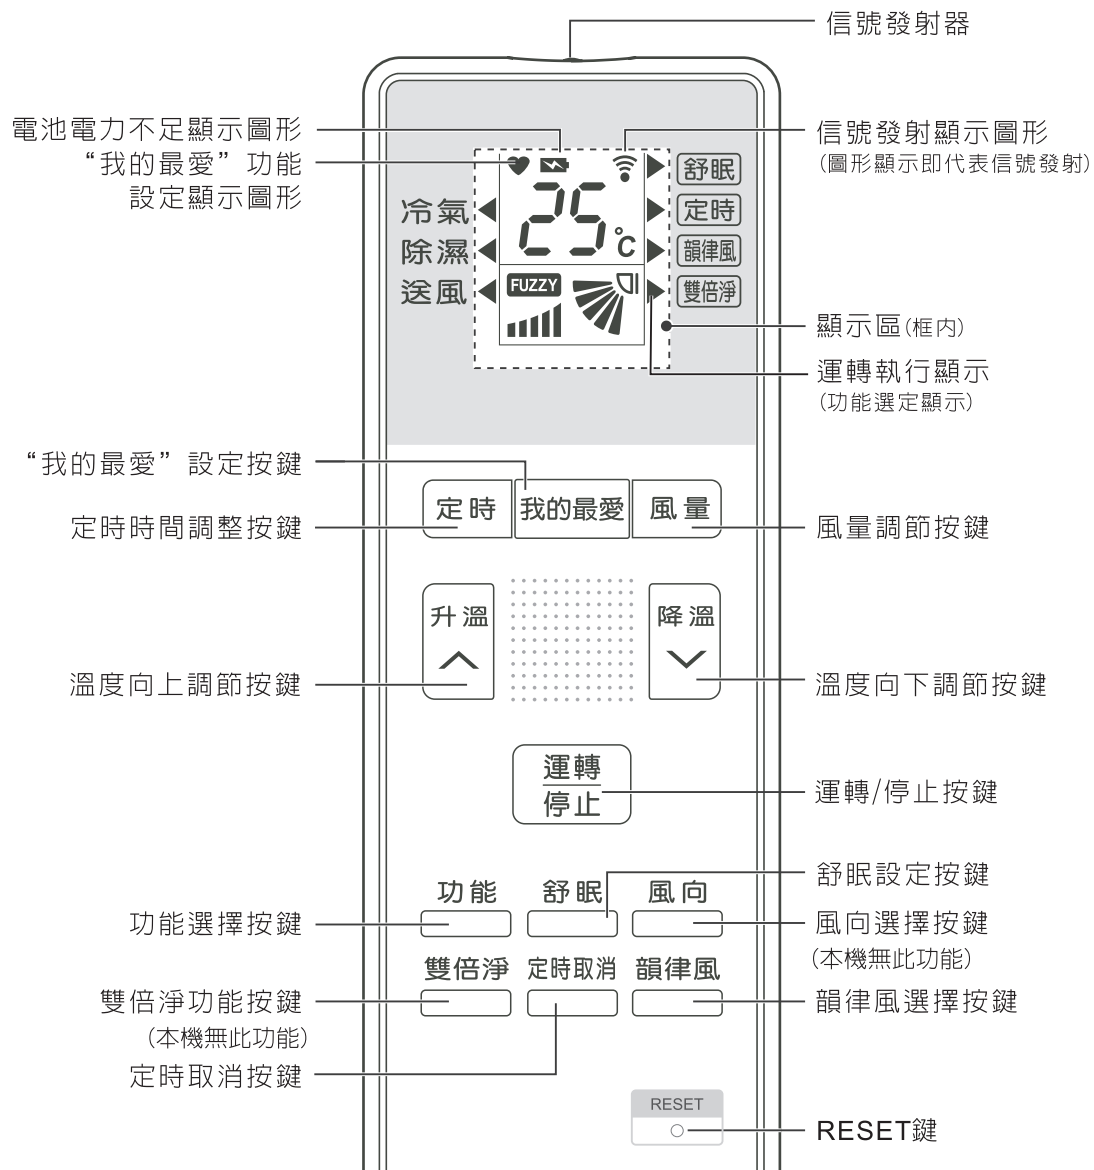 信號發射器
電池電力不足顯示圖形
“我的最愛”功能
設定顯示圖形
信號發射顯示圖形
(圖形顯示即代表信號發射)
舒眠
25℃
冷氣
定時
除濕
韻律風
送風
FUZZY
雙倍淨
顯示區(框内)
運轉執行顯示
(功能選定顯示)
“我的最愛”設定按鍵
定時 我的最愛 風量
定時時間調整按鍵
風量調節按鍵
升溫
降溫
溫度向上調節按鍵
溫度向下調節按鍵
運轉
停止
運轉/停止按鍵
舒眠設定按鍵
功能 舒眠 風向
功能選擇按鍵
風向選擇按鍵
(本機無此功能)
雙倍淨 定時取消 韻律風
雙倍淨功能按鍵
(本機無此功能)
韻律風選擇按鍵
定時取消按鍵
RESET
RESET鍵